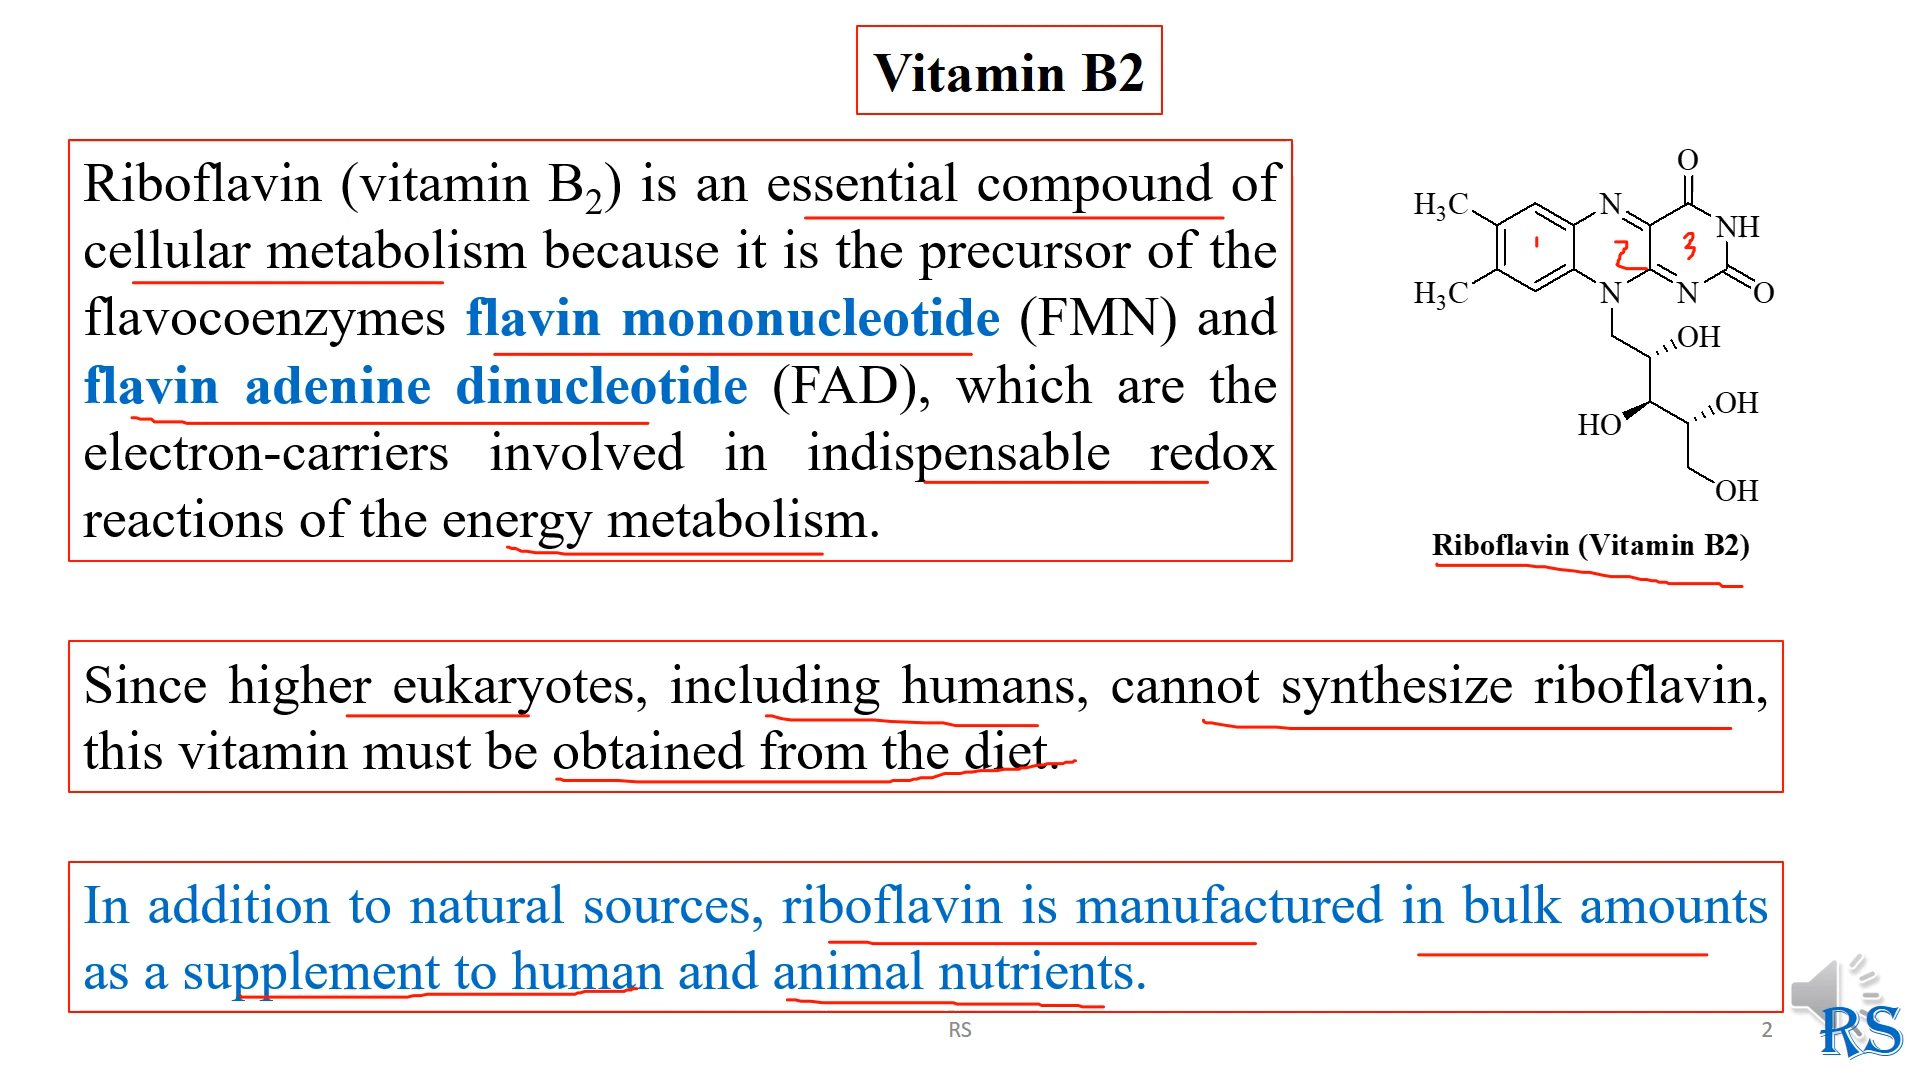 Vitamin B2
Riboflavin (vitamin B₂) is an essential compound of
cellular metabolism because it is the precursor of the
flavocoenzymes flavin mononucleotide (FMN) and
flavin adenine dinucleotide (FAD), which are the
electron-carriers involved in indispensable redox
reactions of the energy metabolism.
O
H₃C N NH
1 2 3
H₃C N N O
OH
HO OH
OH
Riboflavin (Vitamin B2)
Since higher eukaryotes, including humans, cannot synthesize riboflavin,
this vitamin must be obtained from the diet.
In addition to natural sources, riboflavin is manufactured in bulk amounts
as a supplement to human and animal nutrients.
RS
2
RS